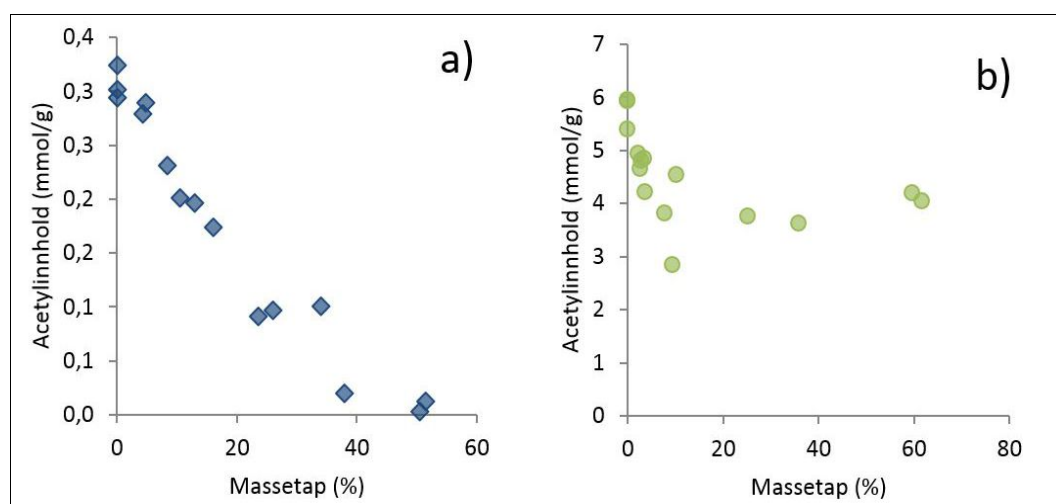 a)
Acetylinnhold (mmol/g)
0,4
0,3
0,3
0,2
0,2
0,1
0,1
0,0
0 20 40 60
Massetap (%)
b)
Acetylinnhold (mmol/g)
7
6
5
4
3
2
1
0
0 20 40 60 80
Massetap (%)